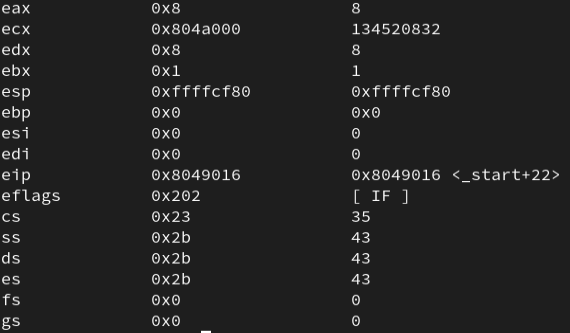 eax 0x8 8
ecx 0x804a000 134520832
edx 0x8 8
ebx 0x1 1
esp 0xffffcf80 0xffffcf80
ebp 0x0 0x0
esi 0x0 0
edi 0x0 0
eip 0x8049016 0x8049016 <_start+22>
eflags 0x202 [ IF ]
cs 0x23 35
ss 0x2b 43
ds 0x2b 43
es 0x2b 43
fs 0x0 0
gs 0x0 0